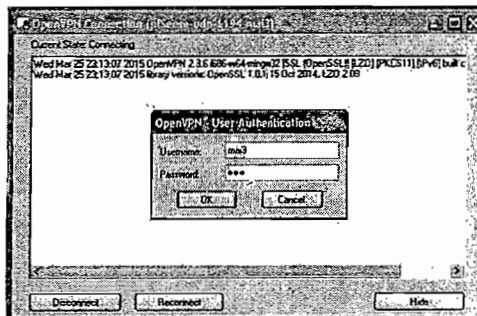 OpenVPN Connection
Current State: Connecting
Wed Mar 25 23:13:07 2015 OpenVPN 2.3.6 i686-w64-mingw32 [SSL (OpenSSL)] [LZO] [PKCS11] [IPv6] built
Wed Mar 25 23:13:07 2015 library versions: OpenSSL 1.0.1j 15 Oct 2014, LZO 2.08
OpenVPN - User Authentication
Username:
Password:
OK Cancel
Disconnect Reconnect Hide